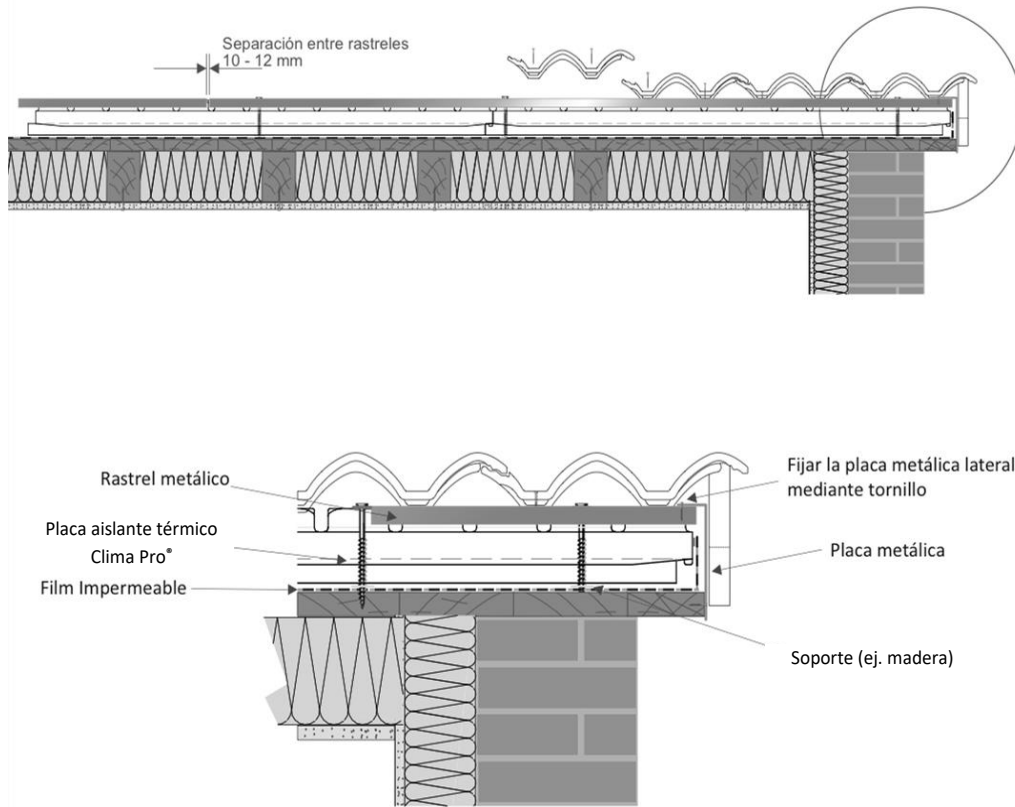 Separación entre rastreles
10 - 12 mm
Rastrel metálico
Fijar la placa metálica lateral
mediante tornillo
Placa aislante térmico
Clima Pro®
Placa metálica
Film Impermeable
Soporte (ej. madera)